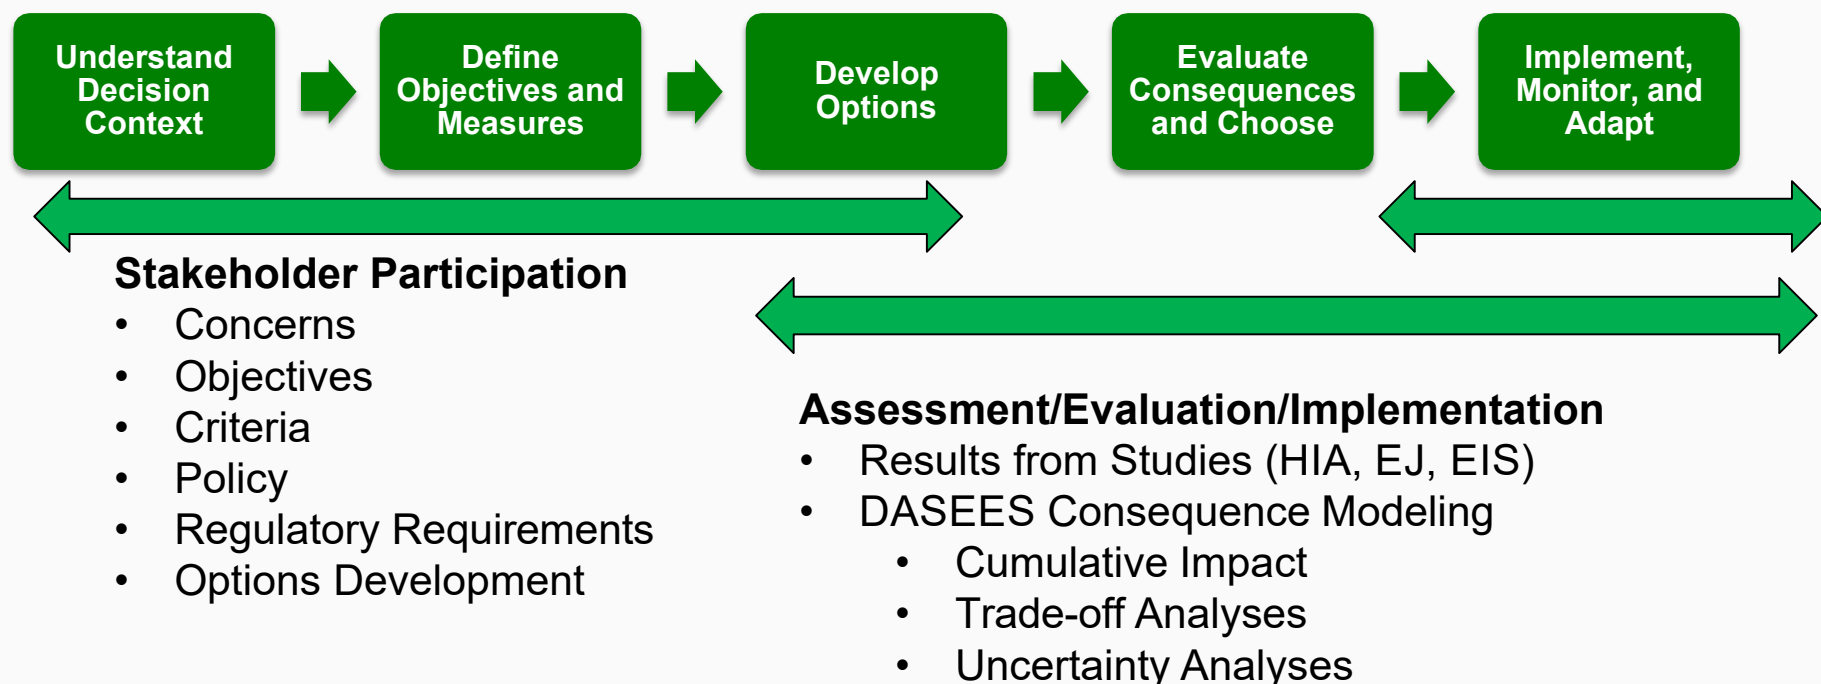 Understand
Decision
Context
Define
Objectives and
Measures
Develop
Options
Evaluate
Consequences
and Choose
Implement,
Monitor, and
Adapt
Stakeholder Participation
• Concerns
• Objectives
• Criteria
• Policy
• Regulatory Requirements
• Options Development
Assessment/Evaluation/Implementation
• Results from Studies (HIA, EJ, EIS)
• DASEES Consequence Modeling
• Cumulative Impact
• Trade-off Analyses
• Uncertainty Analyses